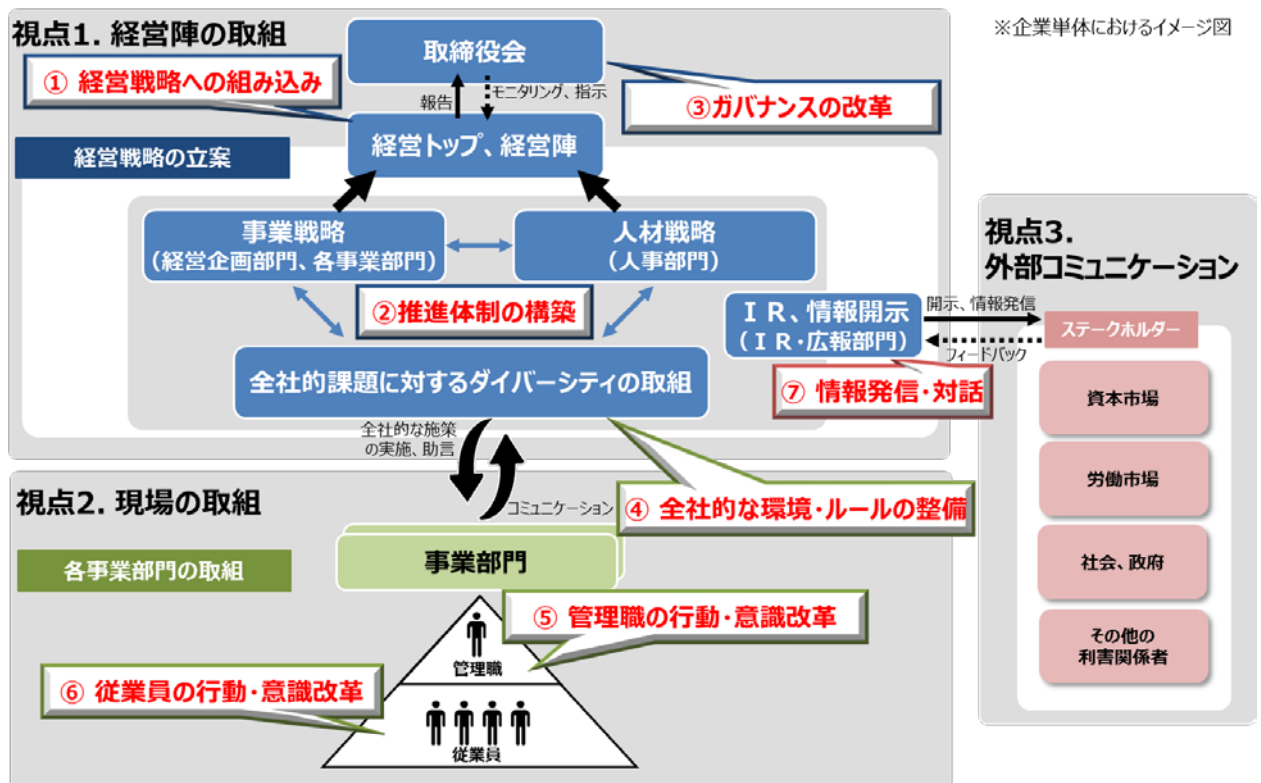 ※企業単体におけるイメージ図
視点1. 経営陣の取組
取締役会
① 経営戦略への組み込み
報告
モニタリング、指示
③ガバナンスの改革
経営トップ、経営陣
経営戦略の立案
事業戦略
(経営企画部門、各事業部門)
人材戦略
(人事部門)
②推進体制の構築
ＩＲ、情報開示
(ＩＲ・広報部門)
開示、情報発信
フィードバック
⑦ 情報発信・対話
全社的課題に対するダイバーシティの取組
全社的な施策
の実施、助言
コミュニケーション
④ 全社的な環境・ルールの整備
視点2. 現場の取組
各事業部門の取組
事業部門
⑤ 管理職の行動・意識改革
管理職
⑥ 従業員の行動・意識改革
従業員
視点3.
外部コミュニケーション
ステークホルダー
資本市場
労働市場
社会、政府
その他の
利害関係者